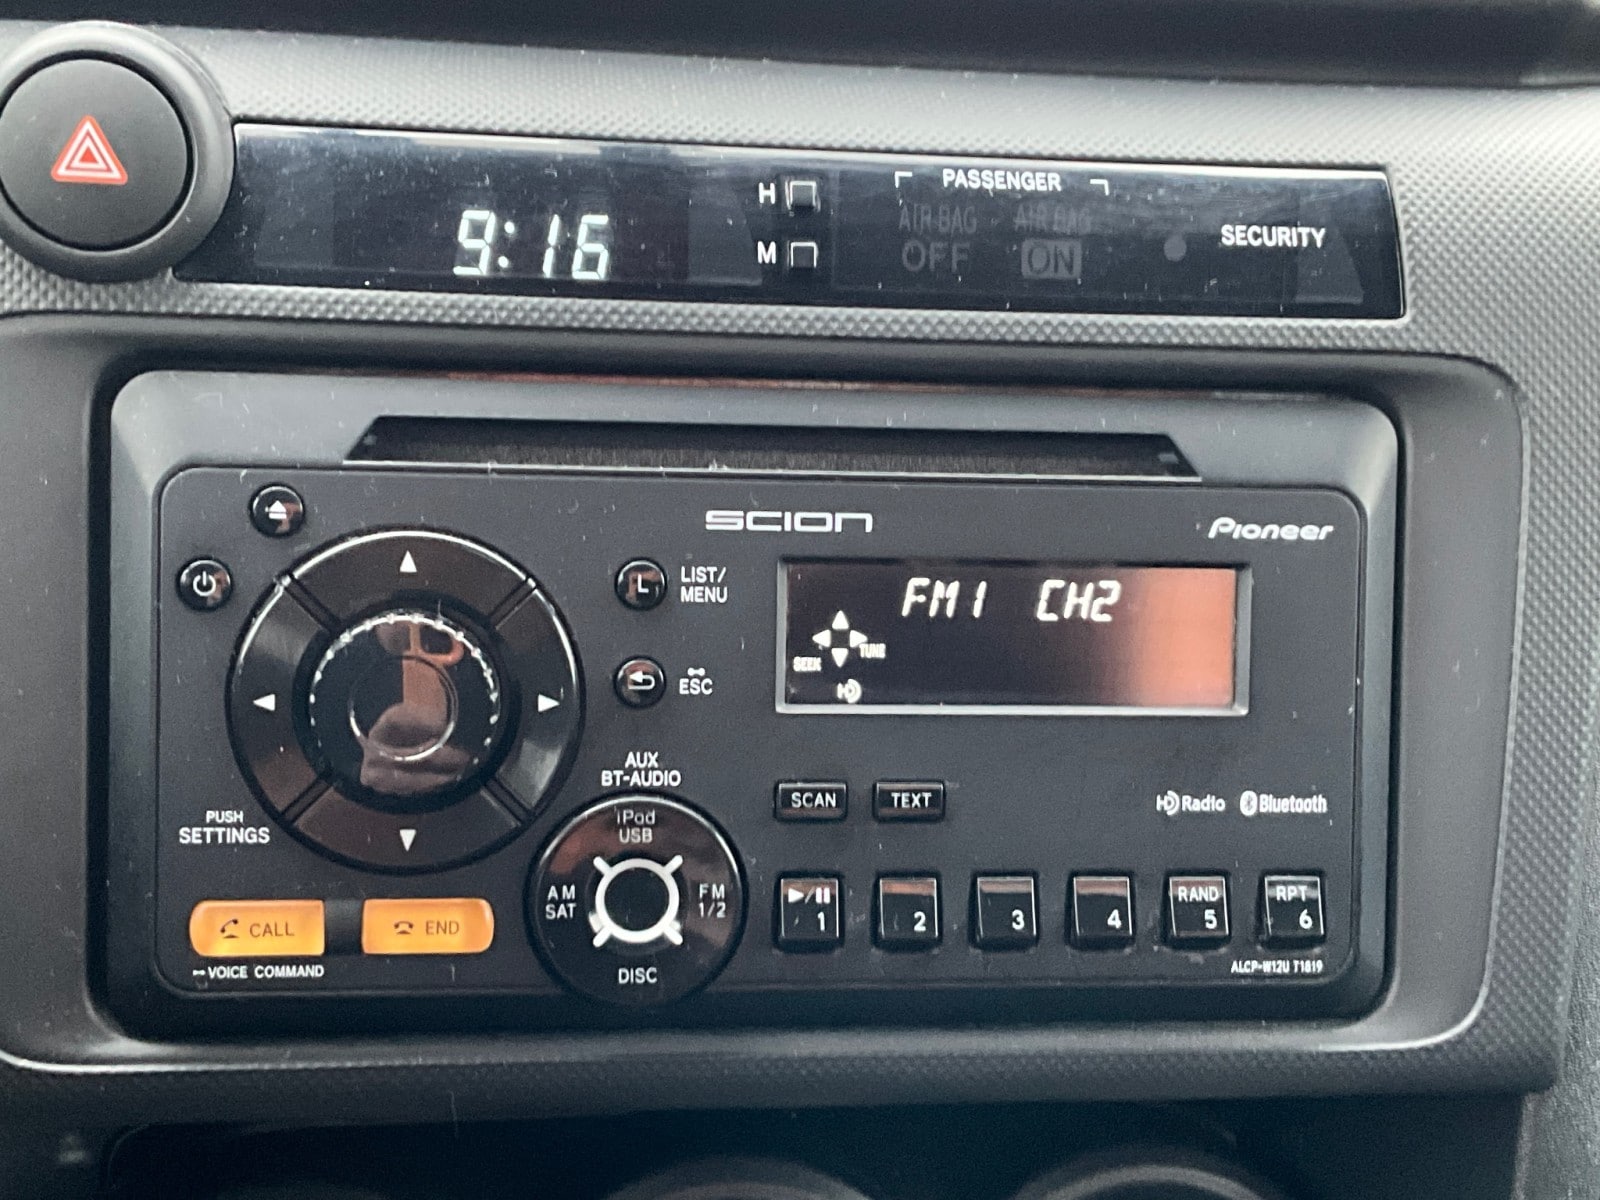 PASSENGER
H
AIR BAG OFF
AIR BAG ON
SECURITY
9:16
M
SCION
Pioneer
LIST/
MENU
FM1 CH2
SEEK
TUNE
HD
ESC
AUX
BT-AUDIO
iPod
USB
AM
SAT
FM
1/2
DISC
PUSH
SETTINGS
SCAN
TEXT
HD Radio
Bluetooth
CALL
END
VOICE COMMAND
1
2
3
4
RAND
5
RPT
6
ALCP-W12U T1819